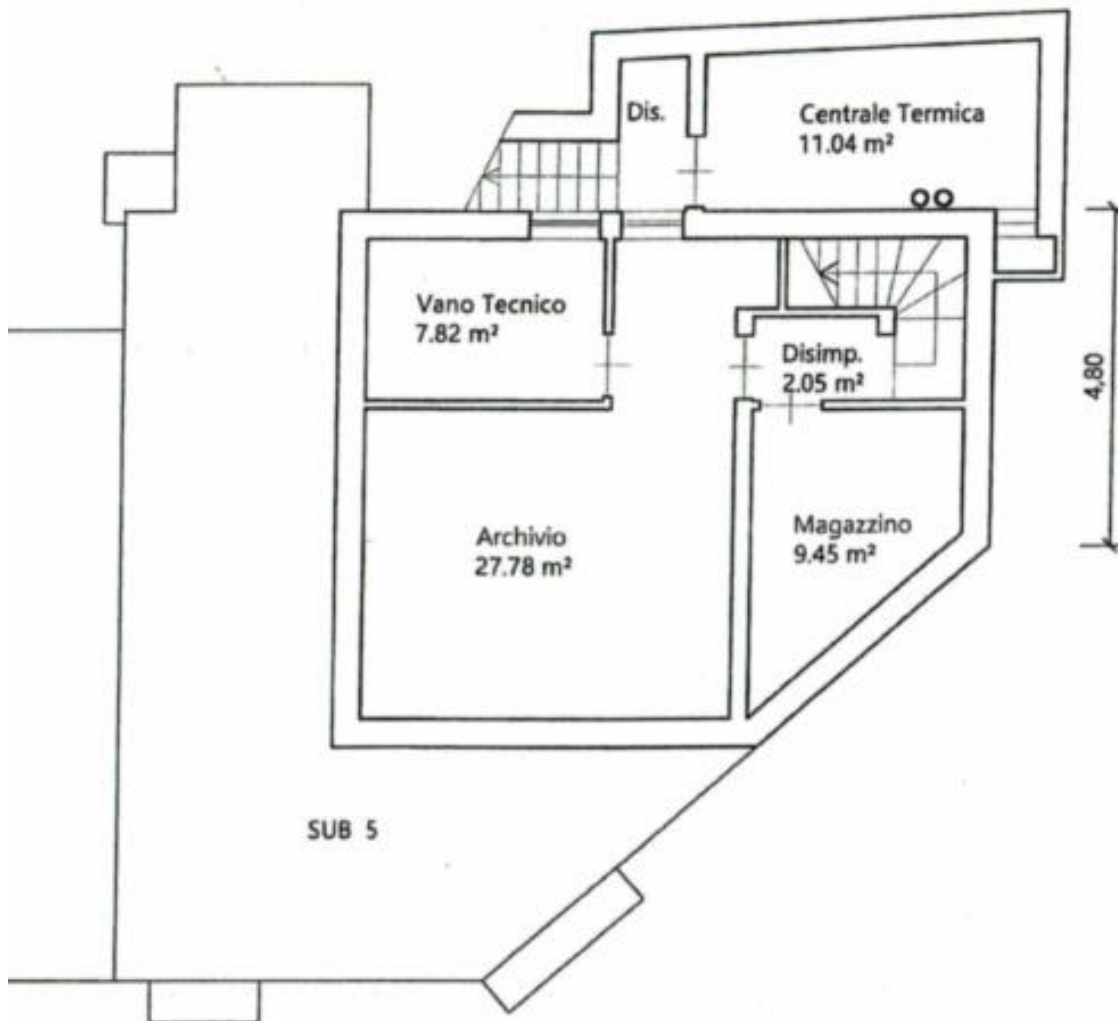 Dis.
Centrale Termica
11.04 m²
Vano Tecnico
7.82 m²
Disimp.
2.05 m²
4,80
Archivio
27.78 m²
Magazzino
9.45 m²
SUB 5